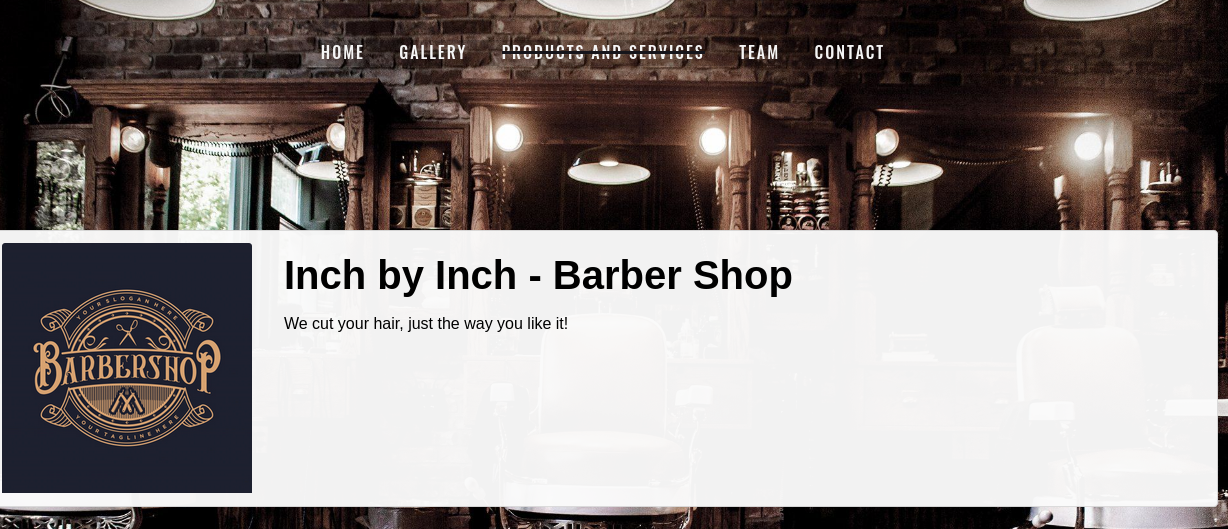 HOME GALLERY PRODUCTS AND SERVICES TEAM CONTACT
Inch by Inch - Barber Shop
We cut your hair, just the way you like it!
YOUR SLOGAN HERE
BARBERSHOP
YOUR TAGLINE HERE